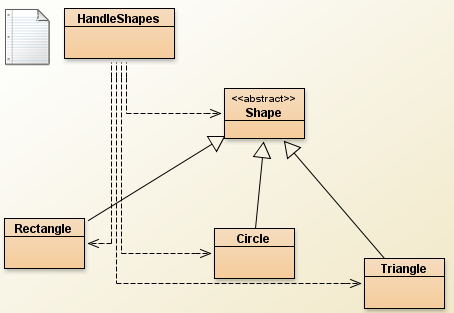 HandleShapes
<<abstract>>
Shape
Rectangle
Circle
Triangle